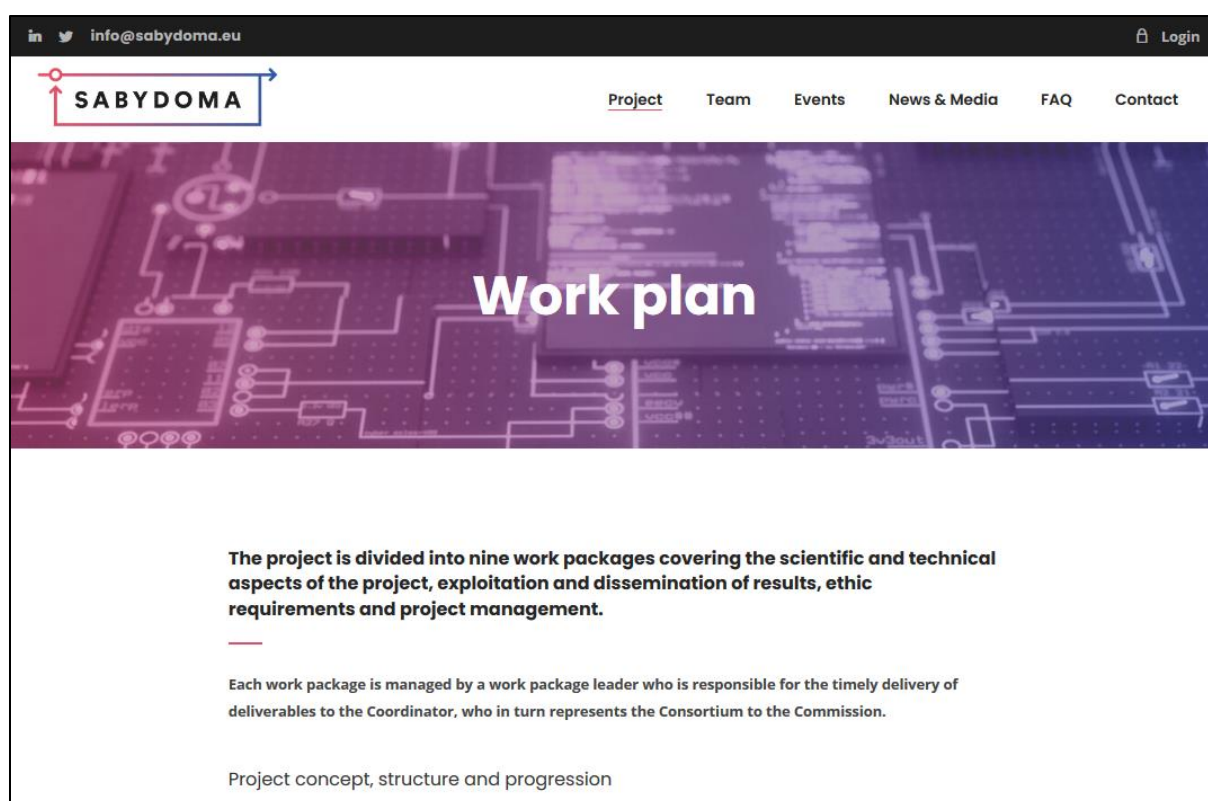 in info@sabydoma.eu Login
SABYDOMA
Project Team Events News & Media FAQ Contact
Work plan
3v3out
The project is divided into nine work packages covering the scientific and technical
aspects of the project, exploitation and dissemination of results, ethic
requirements and project management.
Each work package is managed by a work package leader who is responsible for the timely delivery of
deliverables to the Coordinator, who in turn represents the Consortium to the Commission.
Project concept, structure and progression